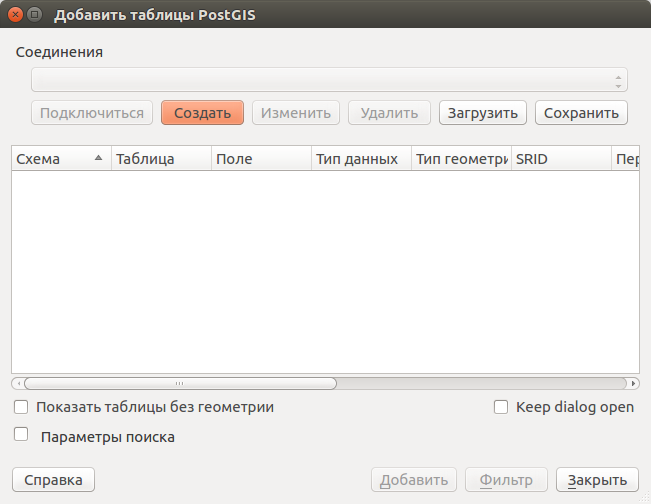 Добавить таблицы PostGIS
Соединения
Подключиться Создать Изменить Удалить Загрузить Сохранить
Схема Таблица Поле Тип данных Тип геометри SRID Пер
Показать таблицы без геометрии Keep dialog open
Параметры поиска
Справка Добавить Фильтр Закрыть